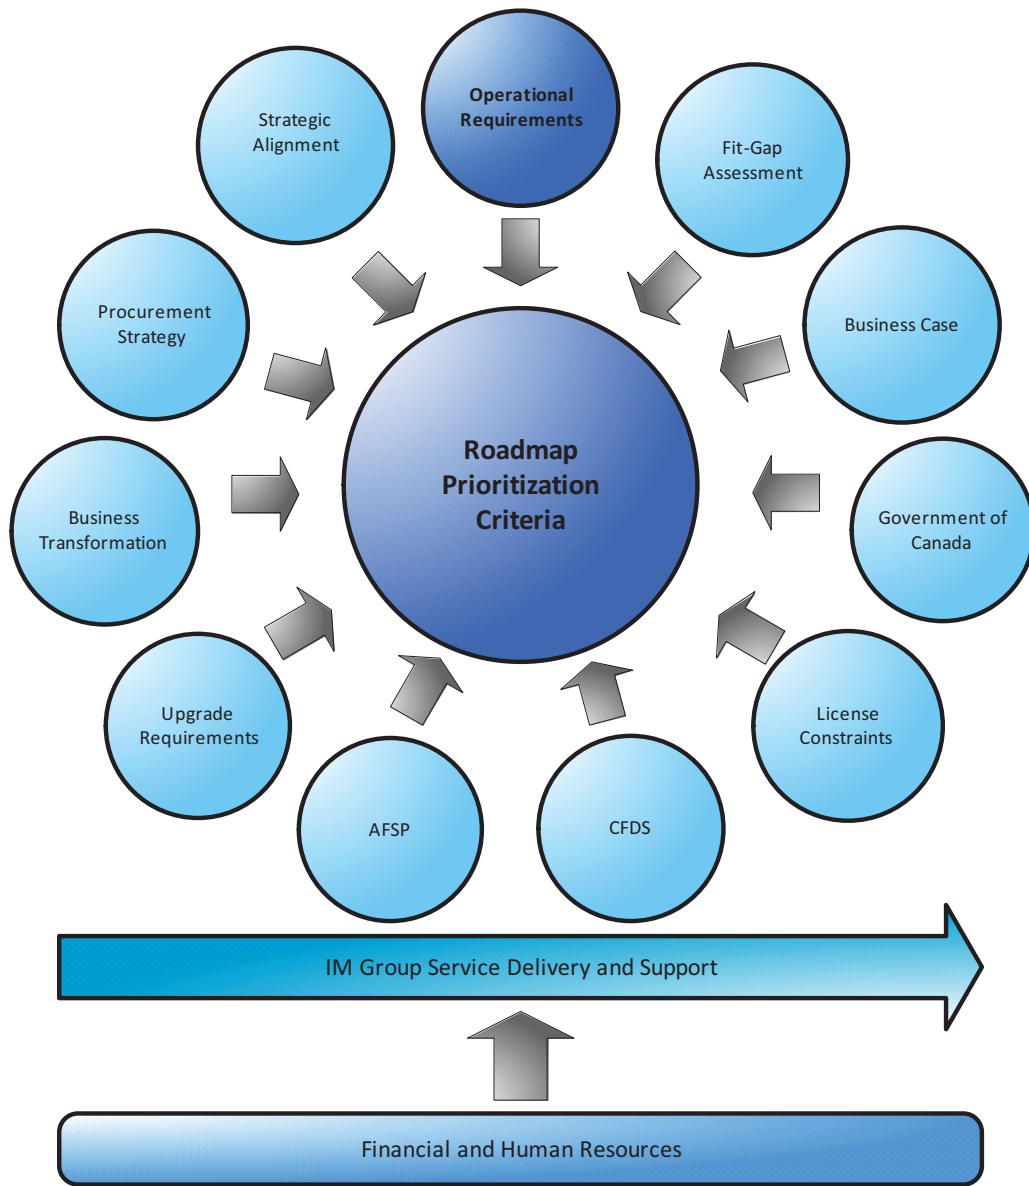 Operational
Requirements
Strategic
Alignment
Fit-Gap
Assessment
Procurement
Strategy
Business Case
Roadmap
Prioritization
Criteria
Business
Transformation
Government of
Canada
Upgrade
Requirements
License
Constraints
AFSP
CFDS
IM Group Service Delivery and Support
Financial and Human Resources